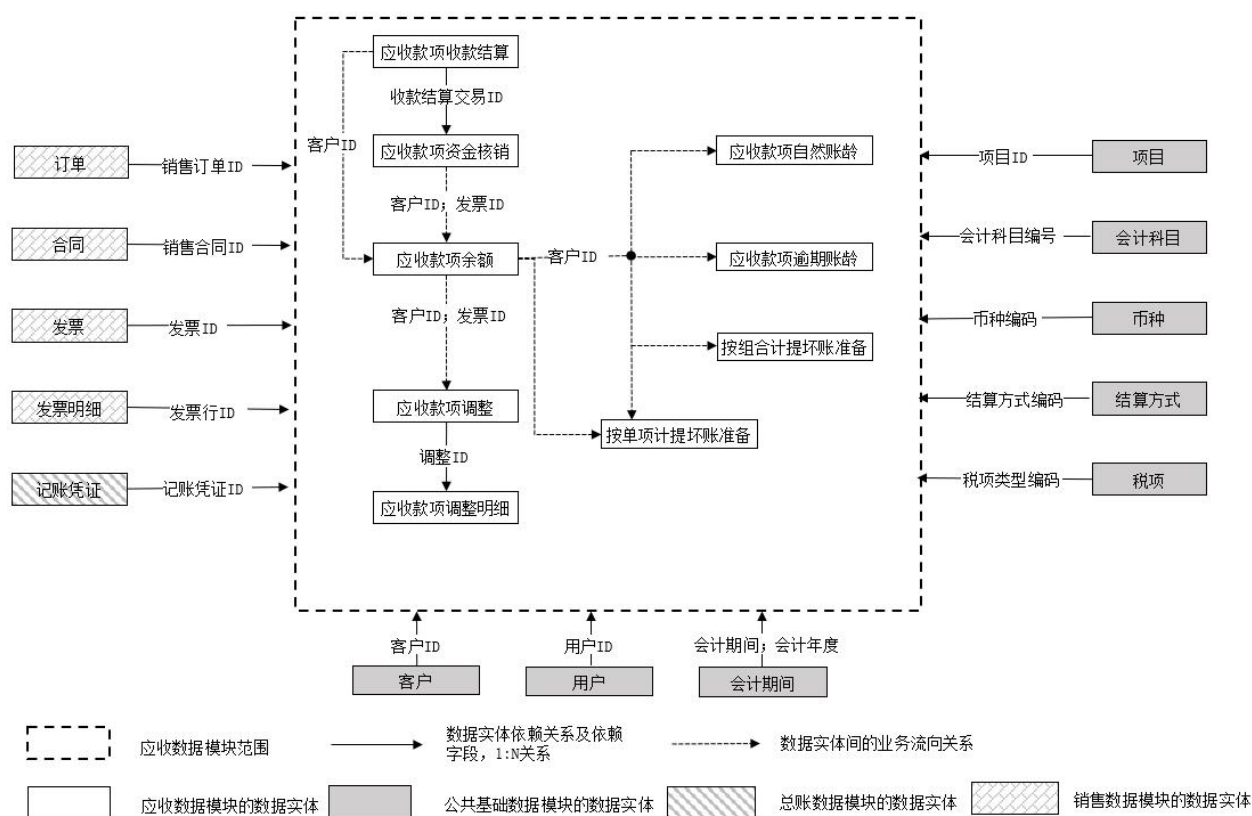 应收款项收款结算
收款结算交易ID
客户ID
应收款项资金核销
应收款项自然账龄
订单
销售订单ID
项目ID
项目
客户ID；发票ID
合同
销售合同ID
应收款项余额
客户ID
应收款项逾期账龄
会计科目编号
会计科目
发票
发票ID
客户ID；发票ID
币种编码
币种
按组合计提坏账准备
发票明细
发票行ID
应收款项调整
结算方式编码
结算方式
按单项计提坏账准备
调整ID
记账凭证
记账凭证ID
应收款项调整明细
税项类型编码
税项
客户ID
用户ID
会计期间；会计年度
客户
用户
会计期间
应收数据模块范围
数据实体依赖关系及依赖
字段，1:N关系
数据实体间的业务流向关系
应收数据模块的数据实体
公共基础数据模块的数据实体
总账数据模块的数据实体
销售数据模块的数据实体